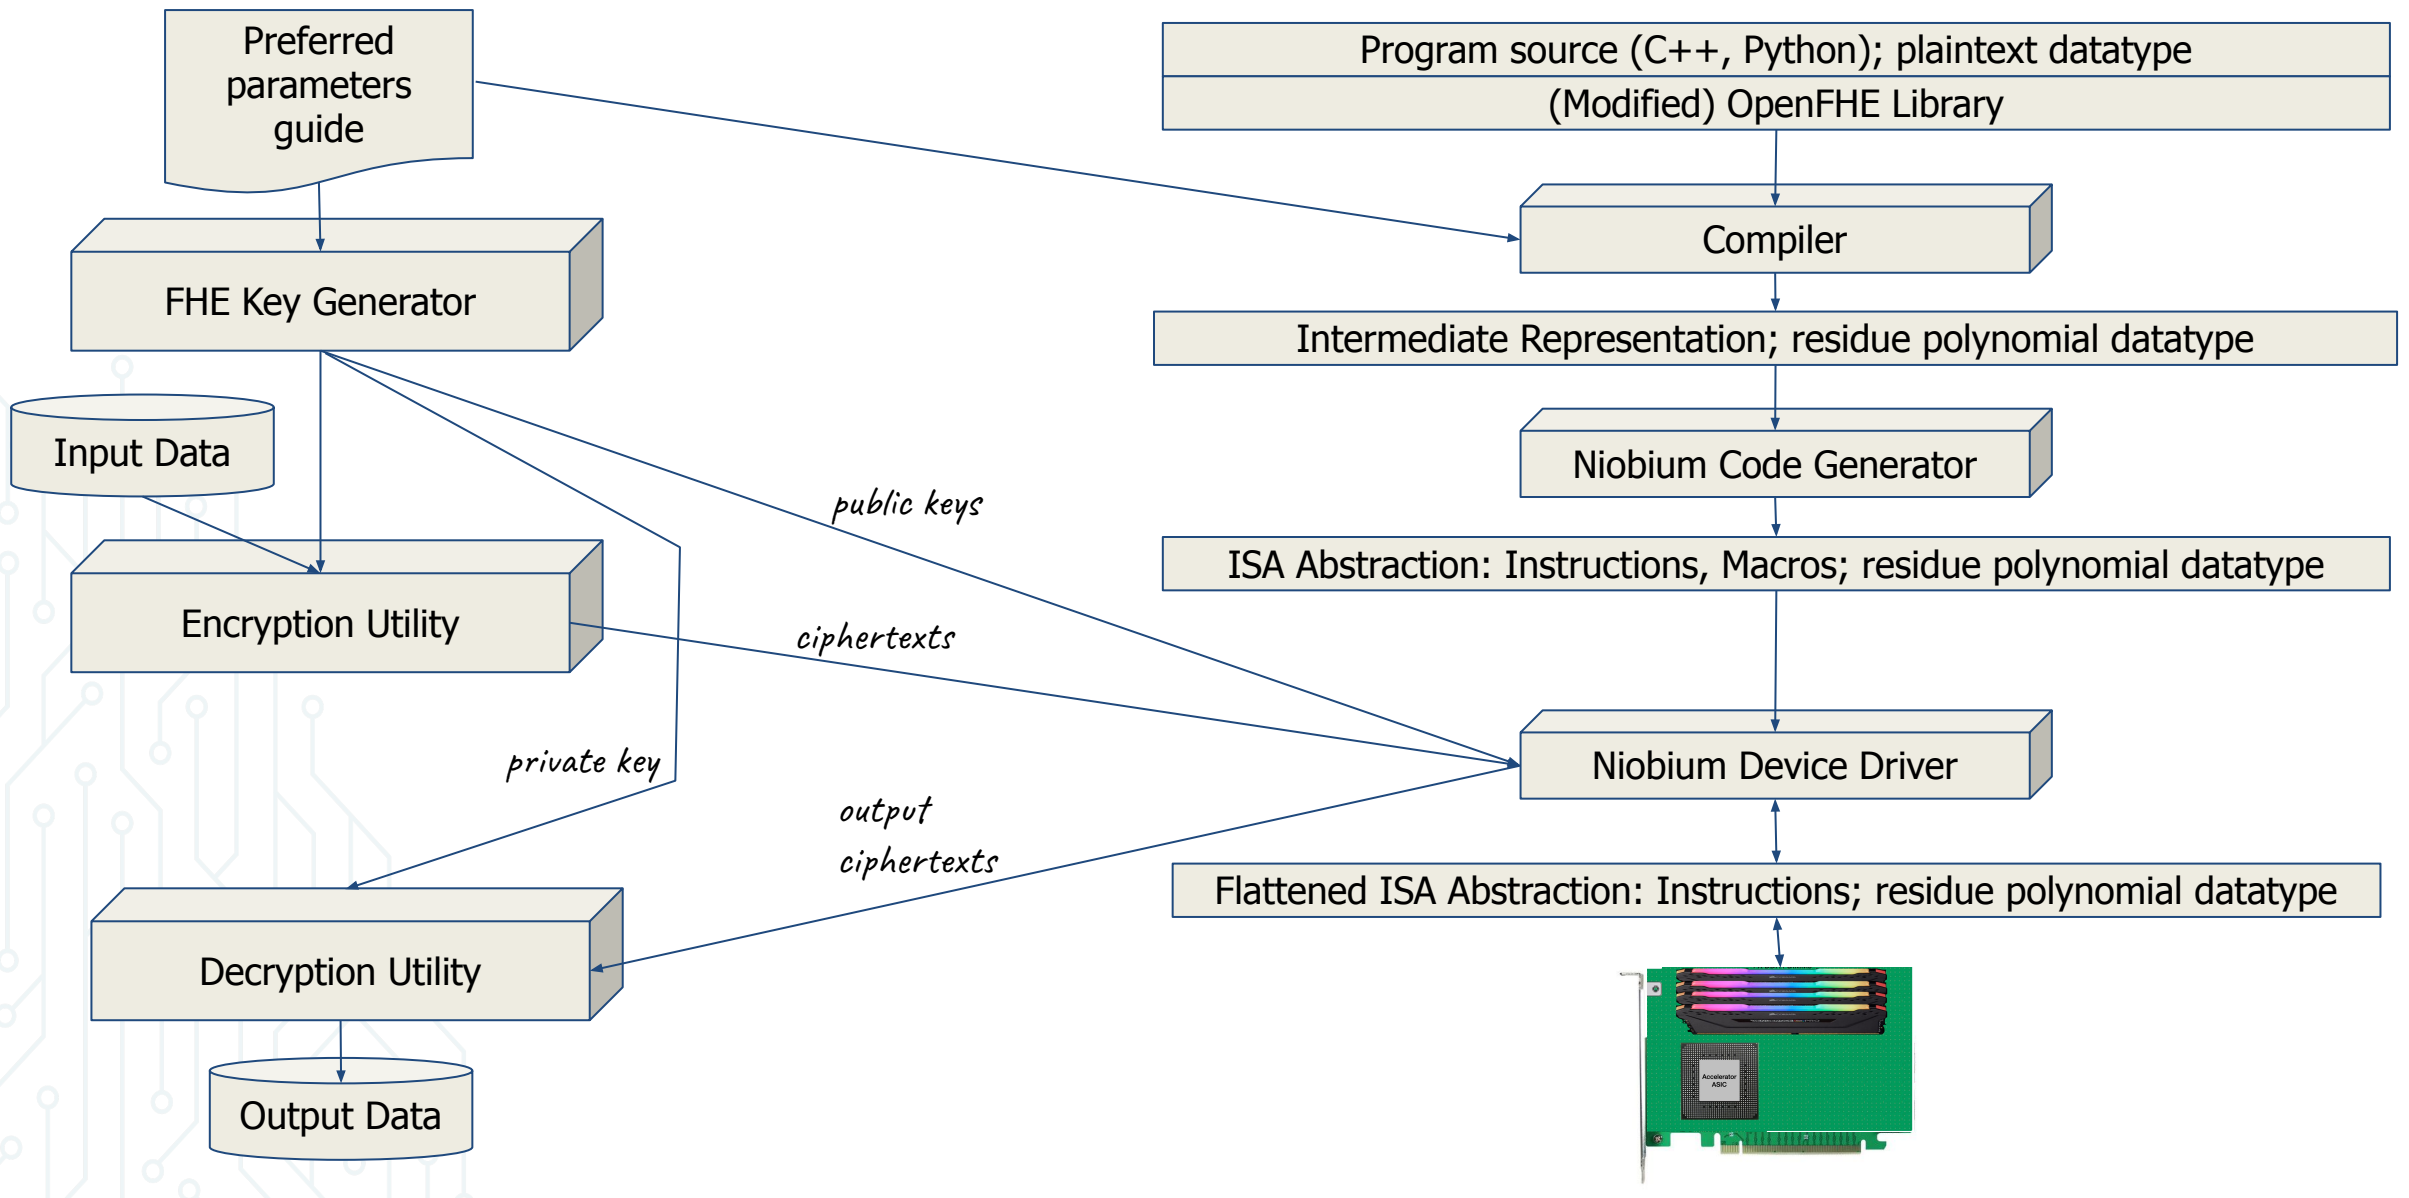 Preferred
parameters
guide
FHE Key Generator
Input Data
Encryption Utility
Decryption Utility
Output Data
public keys
ciphertexts
private key
output
ciphertexts
Program source (C++, Python); plaintext datatype
(Modified) OpenFHE Library
Compiler
Intermediate Representation; residue polynomial datatype
Niobium Code Generator
ISA Abstraction: Instructions, Macros; residue polynomial datatype
Niobium Device Driver
Flattened ISA Abstraction: Instructions; residue polynomial datatype
Accelerator
ASIC